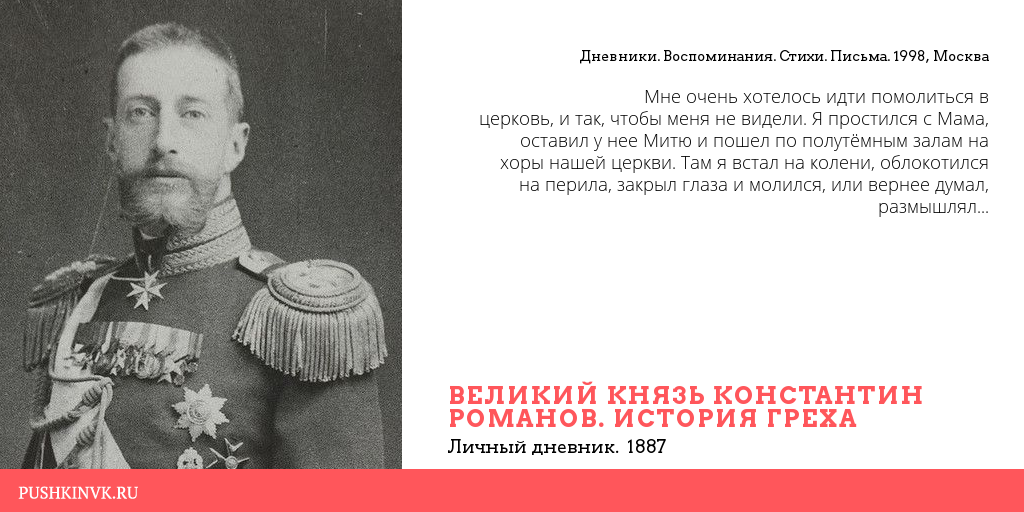 Дневники. Воспоминания. Стихи. Письма. 1998, Москва
Мне очень хотелось идти помолиться в
церковь, и так, чтобы меня не видели. Я простился с Мама,
оставил у нее Митю и пошел по полутёмным залам на
хоры нашей церкви. Там я встал на колени, облокотился
на перила, закрыл глаза и молился, или вернее думал,
размышлял...
ВЕЛИКИЙ КНЯЗЬ КОНСТАНТИН
РОМАНОВ. ИСТОРИЯ ГРЕХА
Личный дневник. 1887
PUSHKINVK.RU